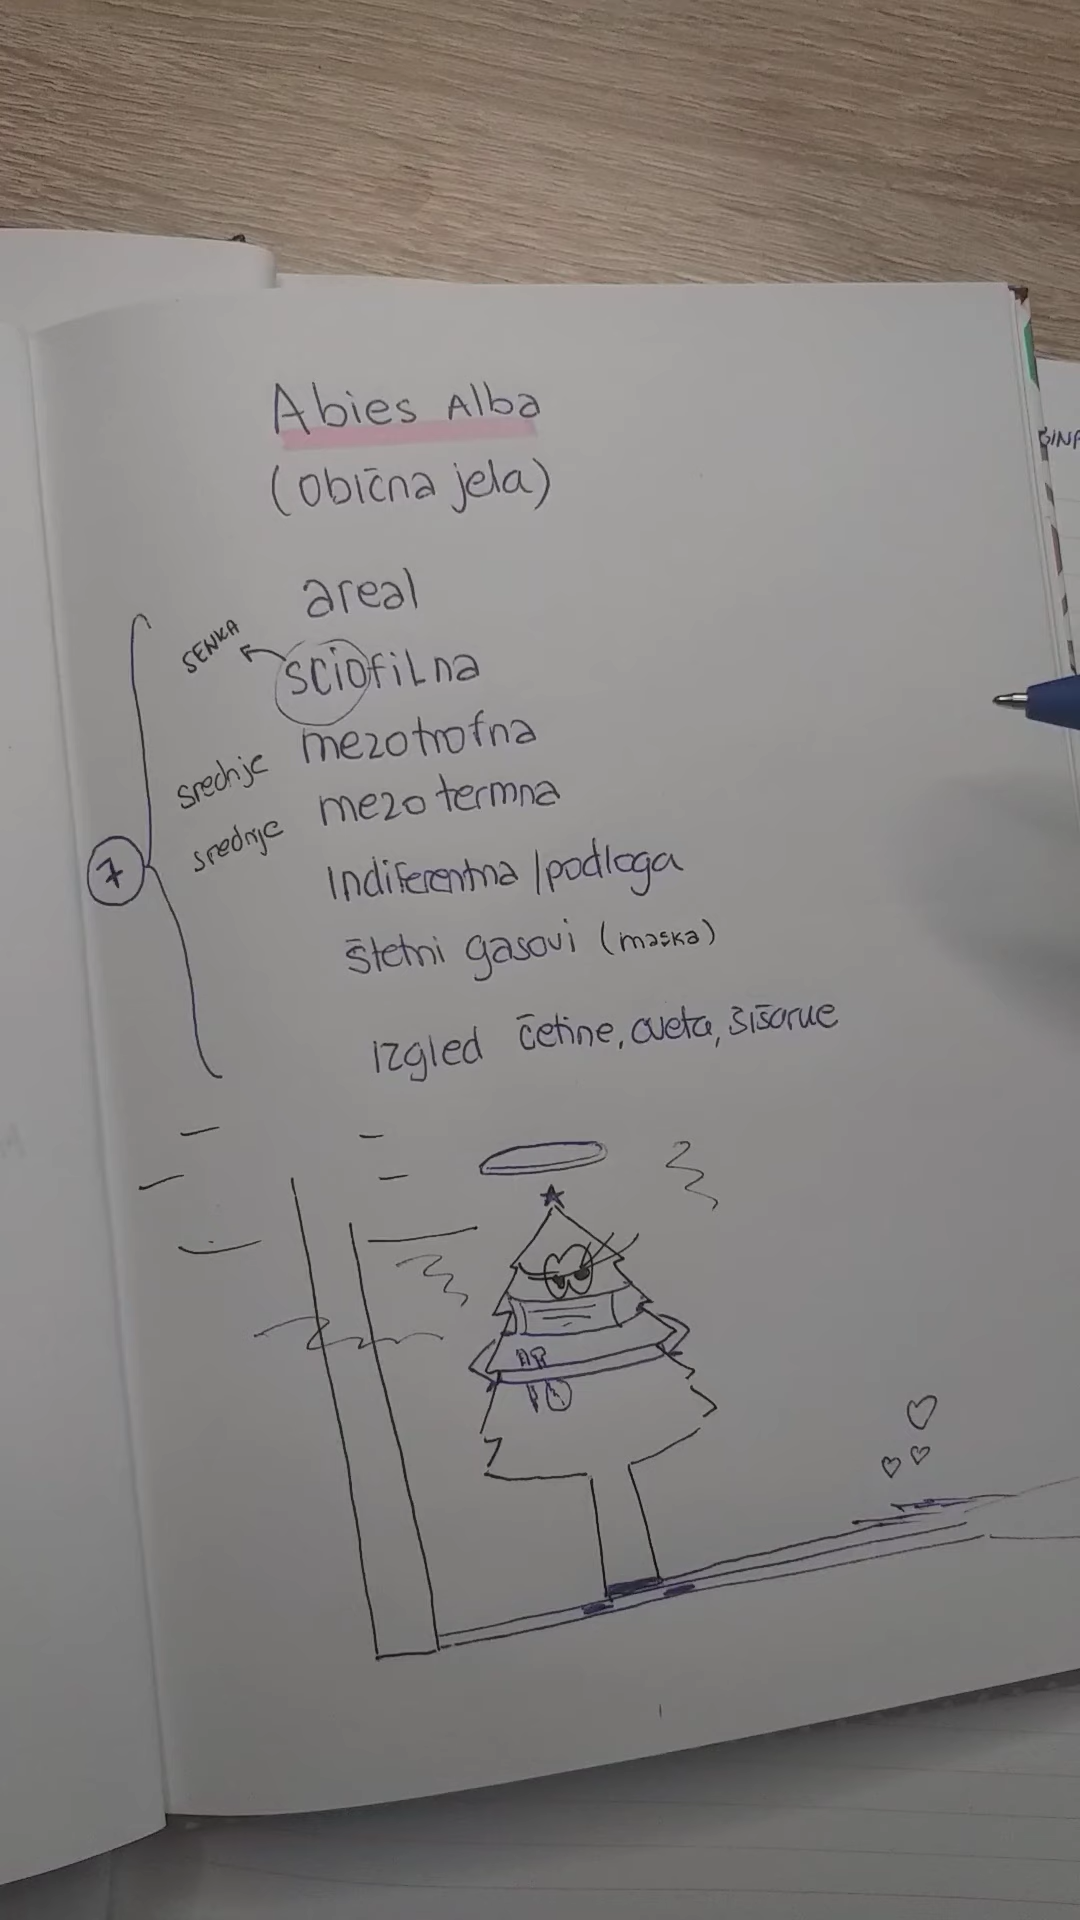 Abies Alba
(obična jela)
areal
SENKA
sciofilna
srednje mezotrofna
srednje mezotermna
Indiferentna /podloga
7
štetni gasovi (maska)
izgled četine, cveta, šišarke